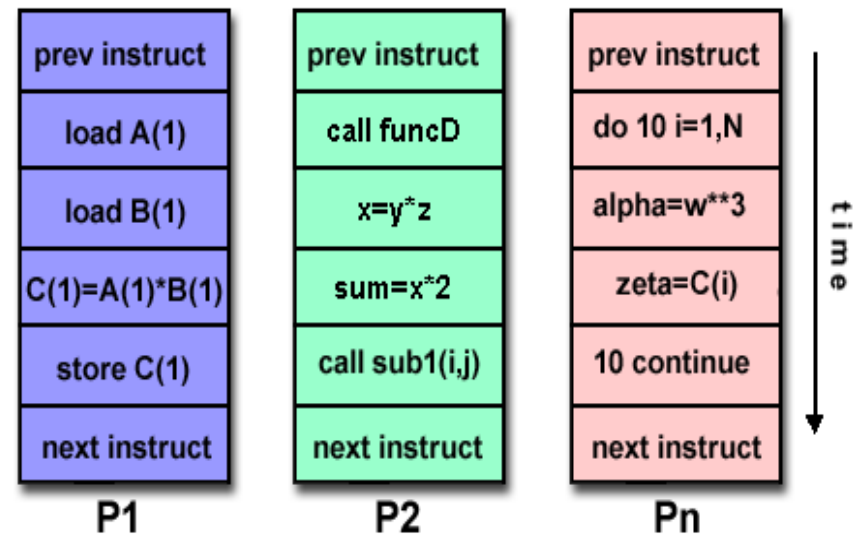 prev instruct
load A(1)
load B(1)
C(1)=A(1)*B(1)
store C(1)
next instruct
P1
prev instruct
call funcD
x=y*z
sum=x*2
call sub1(i,j)
next instruct
P2
prev instruct
do 10 i=1,N
alpha=w**3
zeta=C(i)
10 continue
next instruct
Pn
time